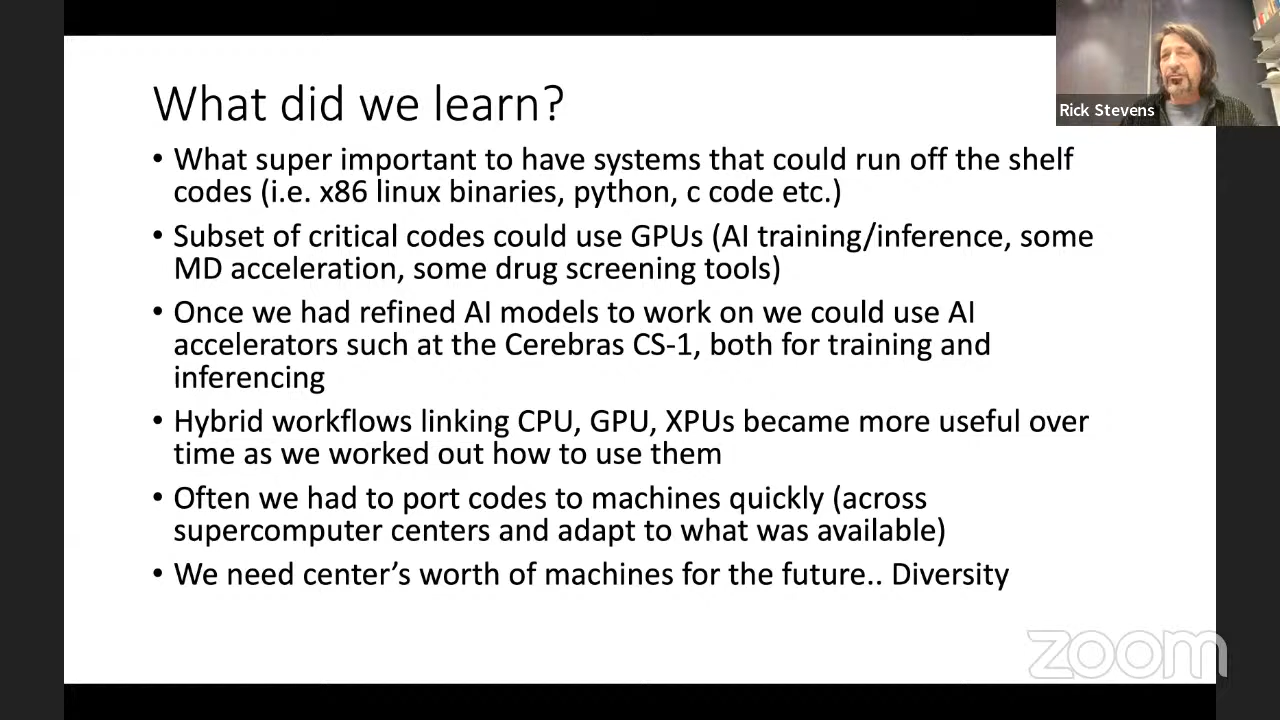 What did we learn?
• What super important to have systems that could run off the shelf
codes (i.e. x86 linux binaries, python, c code etc.)
• Subset of critical codes could use GPUs (AI training/inference, some
MD acceleration, some drug screening tools)
• Once we had refined AI models to work on we could use AI
accelerators such at the Cerebras CS-1, both for training and
inferencing
• Hybrid workflows linking CPU, GPU, XPUs became more useful over
time as we worked out how to use them
• Often we had to port codes to machines quickly (across
supercomputer centers and adapt to what was available)
• We need center’s worth of machines for the future.. Diversity
Rick Stevens
zoom